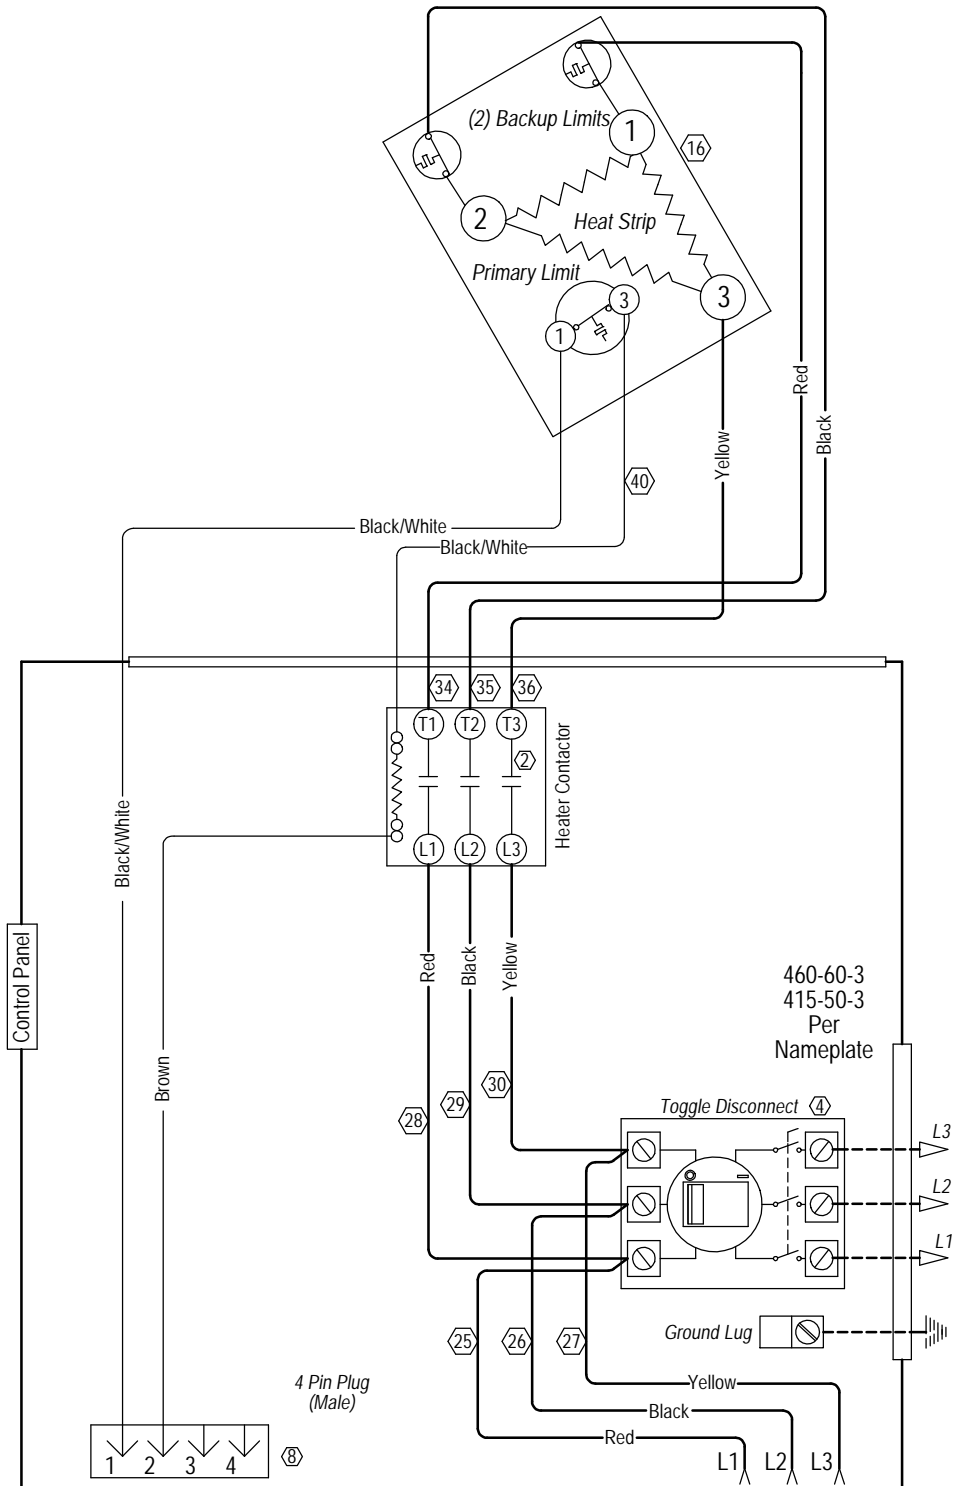 (2) Backup Limits
1
16
2
Heat Strip
Primary Limit
3
3
1
Red
Black
Yellow
40
Black/White
Black/White
34
35
36
T1
T2
T3
2
Heater Contactor
Black/White
L1
L2
L3
Control Panel
Red
Black
Yellow
460-60-3
415-50-3
Per
Nameplate
Brown
30
29
28
Toggle Disconnect
4
L3
L2
L1
25
26
27
Ground Lug
4 Pin Plug
(Male)
Yellow
Black
Red
1
2
3
4
8
L1
L2
L3